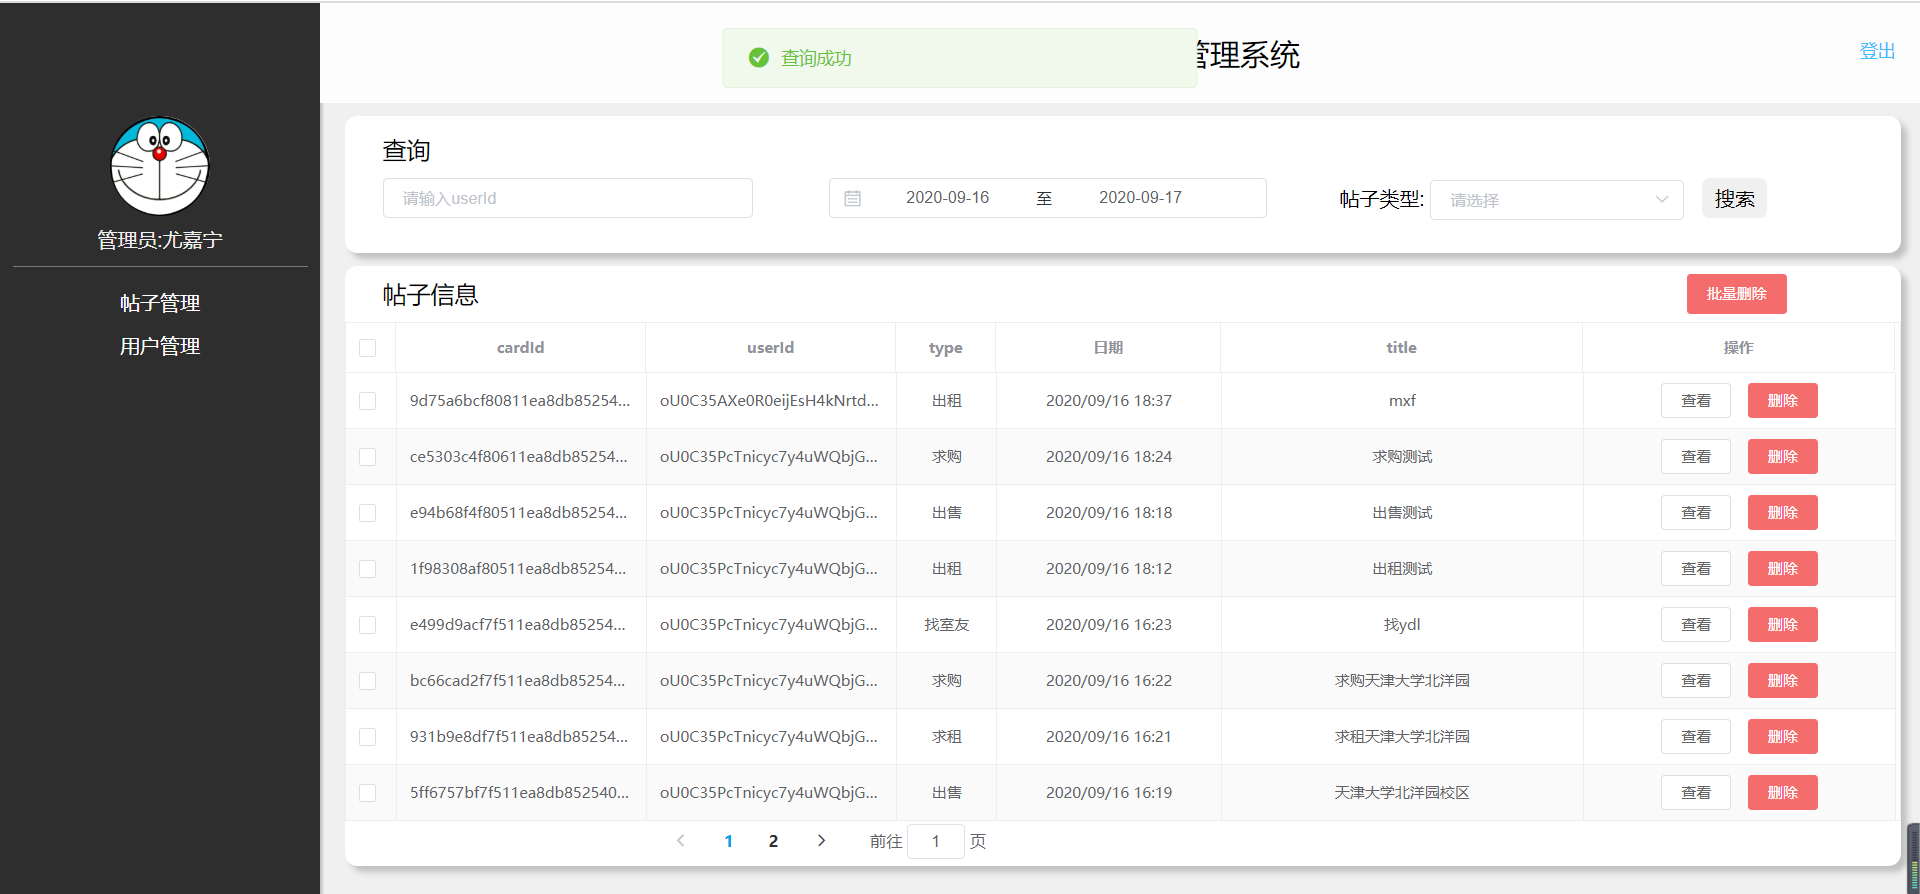 查询成功
管理系统
登出
管理员:尤嘉宁
帖子管理
用户管理
查询
请输入userId
2020-09-16 至 2020-09-17
帖子类型: 请选择 搜索
帖子信息
批量删除
cardId userId type 日期 title 操作
9d75a6bcf80811ea8db85254... oU0C35AXe0R0eijEsH4kNrtd... 出租 2020/09/16 18:37 mxf 查看 删除
ce5303c4f80611ea8db85254... oU0C35PcTnicyc7y4uWQbjG... 求购 2020/09/16 18:24 求购测试 查看 删除
e94b68f4f80511ea8db85254... oU0C35PcTnicyc7y4uWQbjG... 出售 2020/09/16 18:18 出售测试 查看 删除
1f98308af80511ea8db85254... oU0C35PcTnicyc7y4uWQbjG... 出租 2020/09/16 18:12 出租测试 查看 删除
e499d9acf7f511ea8db85254... oU0C35PcTnicyc7y4uWQbjG... 找室友 2020/09/16 16:23 找ydl 查看 删除
bc66cad2f7f511ea8db85254... oU0C35PcTnicyc7y4uWQbjG... 求购 2020/09/16 16:22 求购天津大学北洋园 查看 删除
931b9e8df7f511ea8db85254... oU0C35PcTnicyc7y4uWQbjG... 求租 2020/09/16 16:21 求租天津大学北洋园 查看 删除
5ff6757bf7f511ea8db852540... oU0C35PcTnicyc7y4uWQbjG... 出售 2020/09/16 16:19 天津大学北洋园校区 查看 删除
1 2 前往 1 页